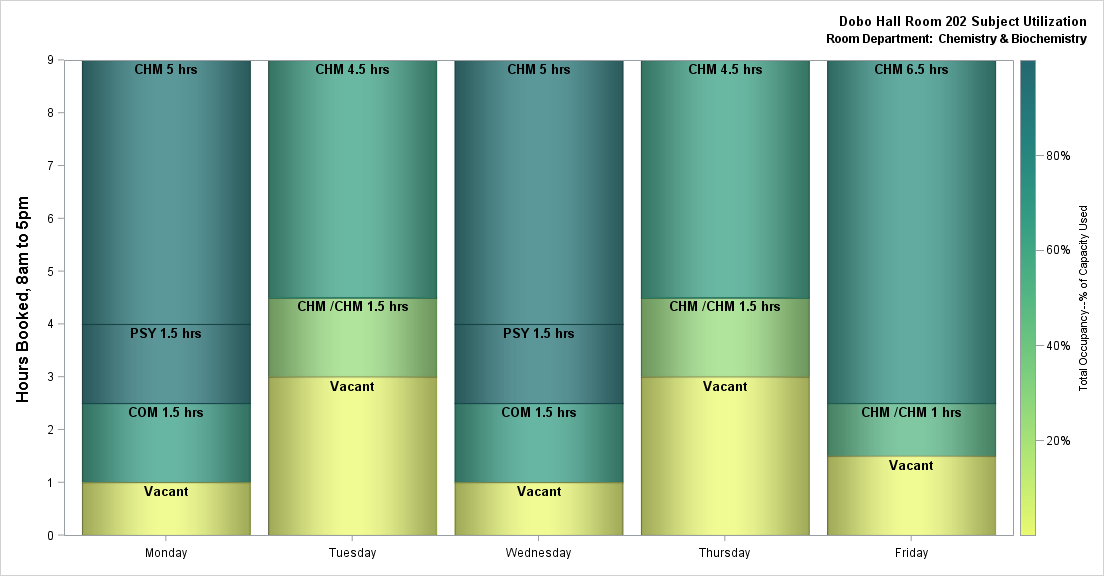 Dobo Hall Room 202 Subject Utilization
Room Department: Chemistry & Biochemistry
Hours Booked, 8am to 5pm
9
8
7
6
5
4
3
2
1
0
CHM 5 hrs
PSY 1.5 hrs
COM 1.5 hrs
Vacant
CHM 4.5 hrs
CHM /CHM 1.5 hrs
Vacant
CHM 5 hrs
PSY 1.5 hrs
COM 1.5 hrs
Vacant
CHM 4.5 hrs
CHM /CHM 1.5 hrs
Vacant
CHM 6.5 hrs
CHM /CHM 1 hrs
Vacant
Monday
Tuesday
Wednesday
Thursday
Friday
80%
60%
40%
20%
Total Occupancy--% of Capacity Used